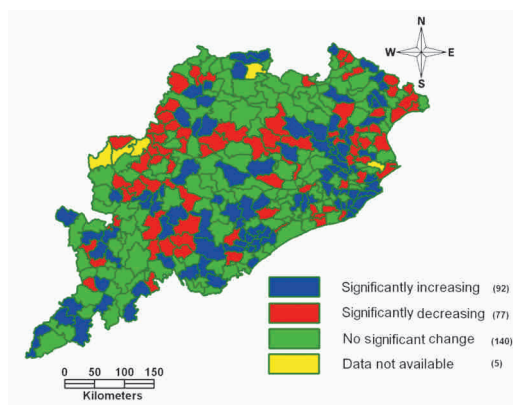 N
W E
S
Significantly increasing (92)
Significantly decreasing (77)
No significant change (140)
Data not available (5)
0 50 100 150
Kilometers